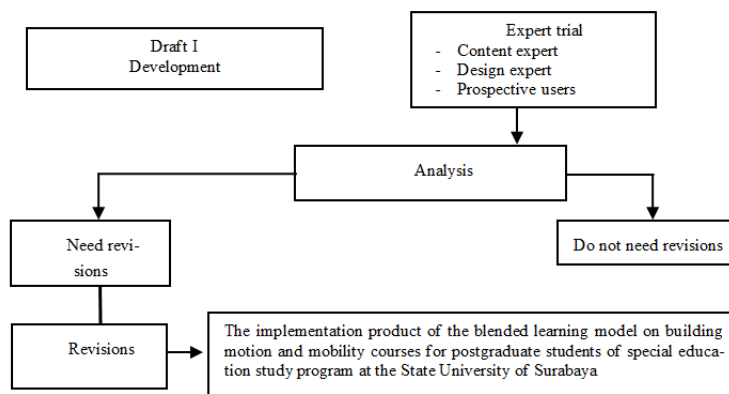 Draft I
Development
Expert trial
- Content expert
- Design expert
- Prospective users
Analysis
Need revi-
sions
Do not need revisions
Revisions
The implementation product of the blended learning model on building
motion and mobility courses for postgraduate students of special educa-
tion study program at the State University of Surabaya